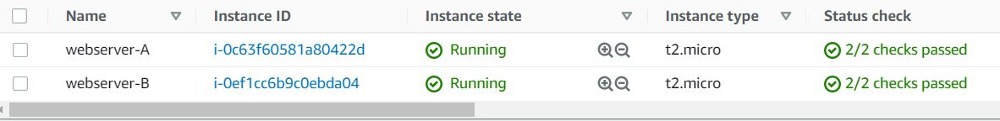 Name Instance ID Instance state Instance type Status check
webserver-A i-0c63f60581a80422d Running t2.micro 2/2 checks passed
webserver-B i-0ef1cc6b9c0ebda04 Running t2.micro 2/2 checks passed